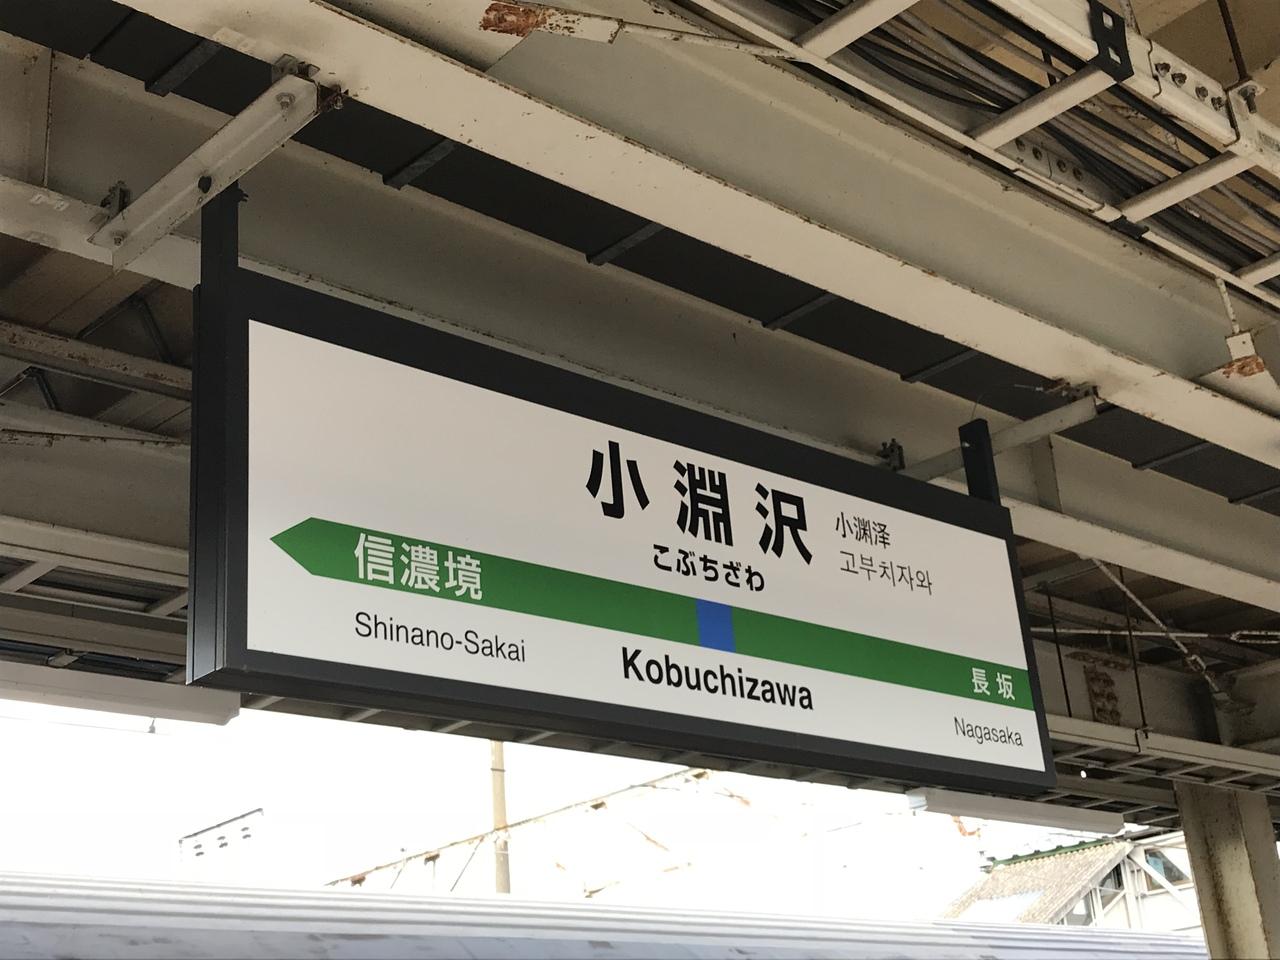 小淵沢
こぶちざわ
小渊泽
고부치자와
信濃境
長坂
Shinano-Sakai
Kobuchizawa
Nagasaka